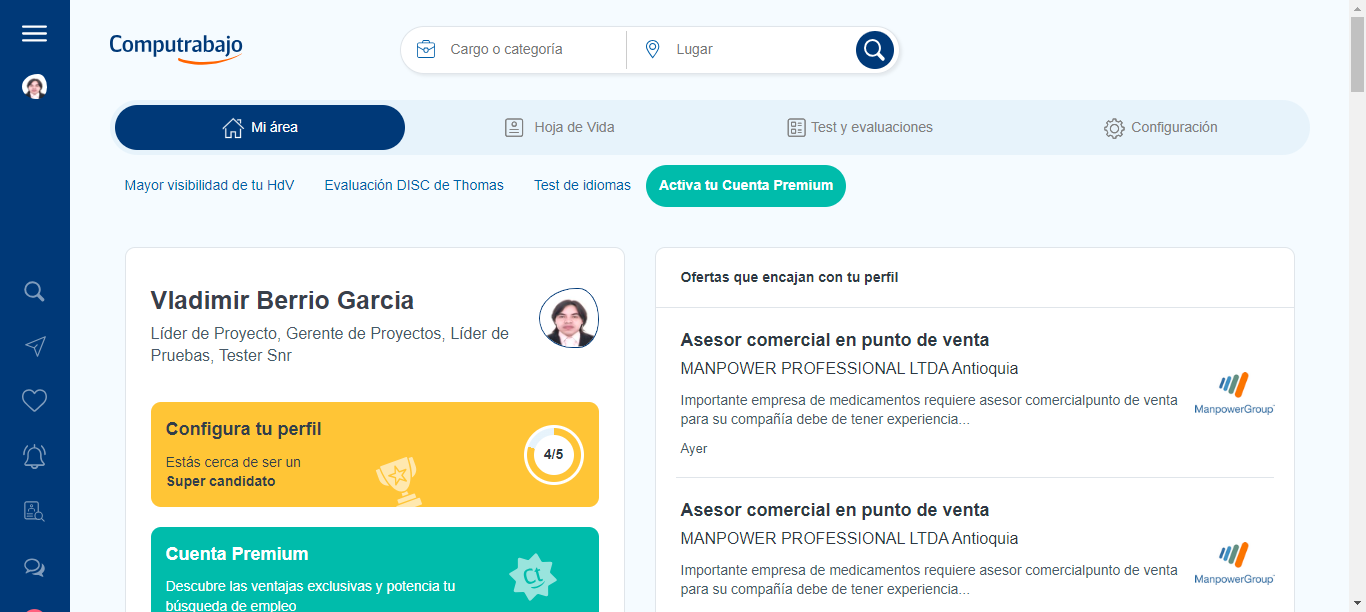 Computrabajo
Cargo o categoría
Lugar
Mi área
Hoja de Vida
Test y evaluaciones
Configuración
Mayor visibilidad de tu HdV
Evaluación DISC de Thomas
Test de idiomas
Activa tu Cuenta Premium
Vladimir Berrio Garcia
Líder de Proyecto, Gerente de Proyectos, Líder de
Pruebas, Tester Snr
Configura tu perfil
Estás cerca de ser un
Super candidato
4/5
Cuenta Premium
Descubre las ventajas exclusivas y potencia tu
búsqueda de empleo
Ct
Ofertas que encajan con tu perfil
Asesor comercial en punto de venta
MANPOWER PROFESSIONAL LTDA Antioquia
Importante empresa de medicamentos requiere asesor comercialpunto de venta
para su compañía debe de tener experiencia...
Ayer
ManpowerGroup
Asesor comercial en punto de venta
MANPOWER PROFESSIONAL LTDA Antioquia
Importante empresa de medicamentos requiere asesor comercialpunto de venta
para su compañía debe de tener experiencia...
ManpowerGroup